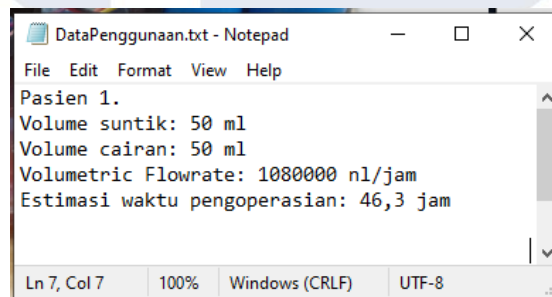 DataPenggunaan.txt - Notepad
File Edit Format View Help
Pasien 1.
Volume suntik: 50 ml
Volume cairan: 50 ml
Volumetric Flowrate: 1080000 nl/jam
Estimasi waktu pengoperasian: 46,3 jam
Ln 7, Col 7 100% Windows (CRLF) UTF-8